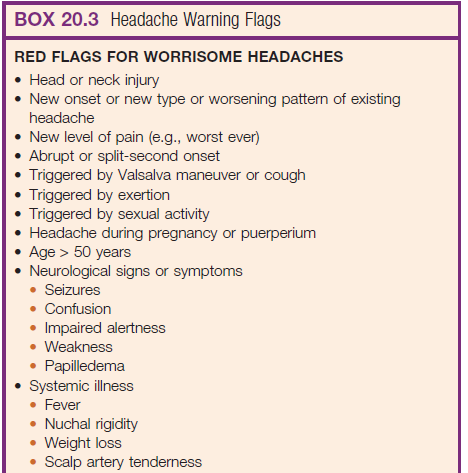 BOX 20.3 Headache Warning Flags
RED FLAGS FOR WORRISOME HEADACHES
• Head or neck injury
• New onset or new type or worsening pattern of existing
headache
• New level of pain (e.g., worst ever)
• Abrupt or split-second onset
• Triggered by Valsalva maneuver or cough
• Triggered by exertion
• Triggered by sexual activity
• Headache during pregnancy or puerperium
• Age > 50 years
• Neurological signs or symptoms
• Seizures
• Confusion
• Impaired alertness
• Weakness
• Papilledema
• Systemic illness
• Fever
• Nuchal rigidity
• Weight loss
• Scalp artery tenderness